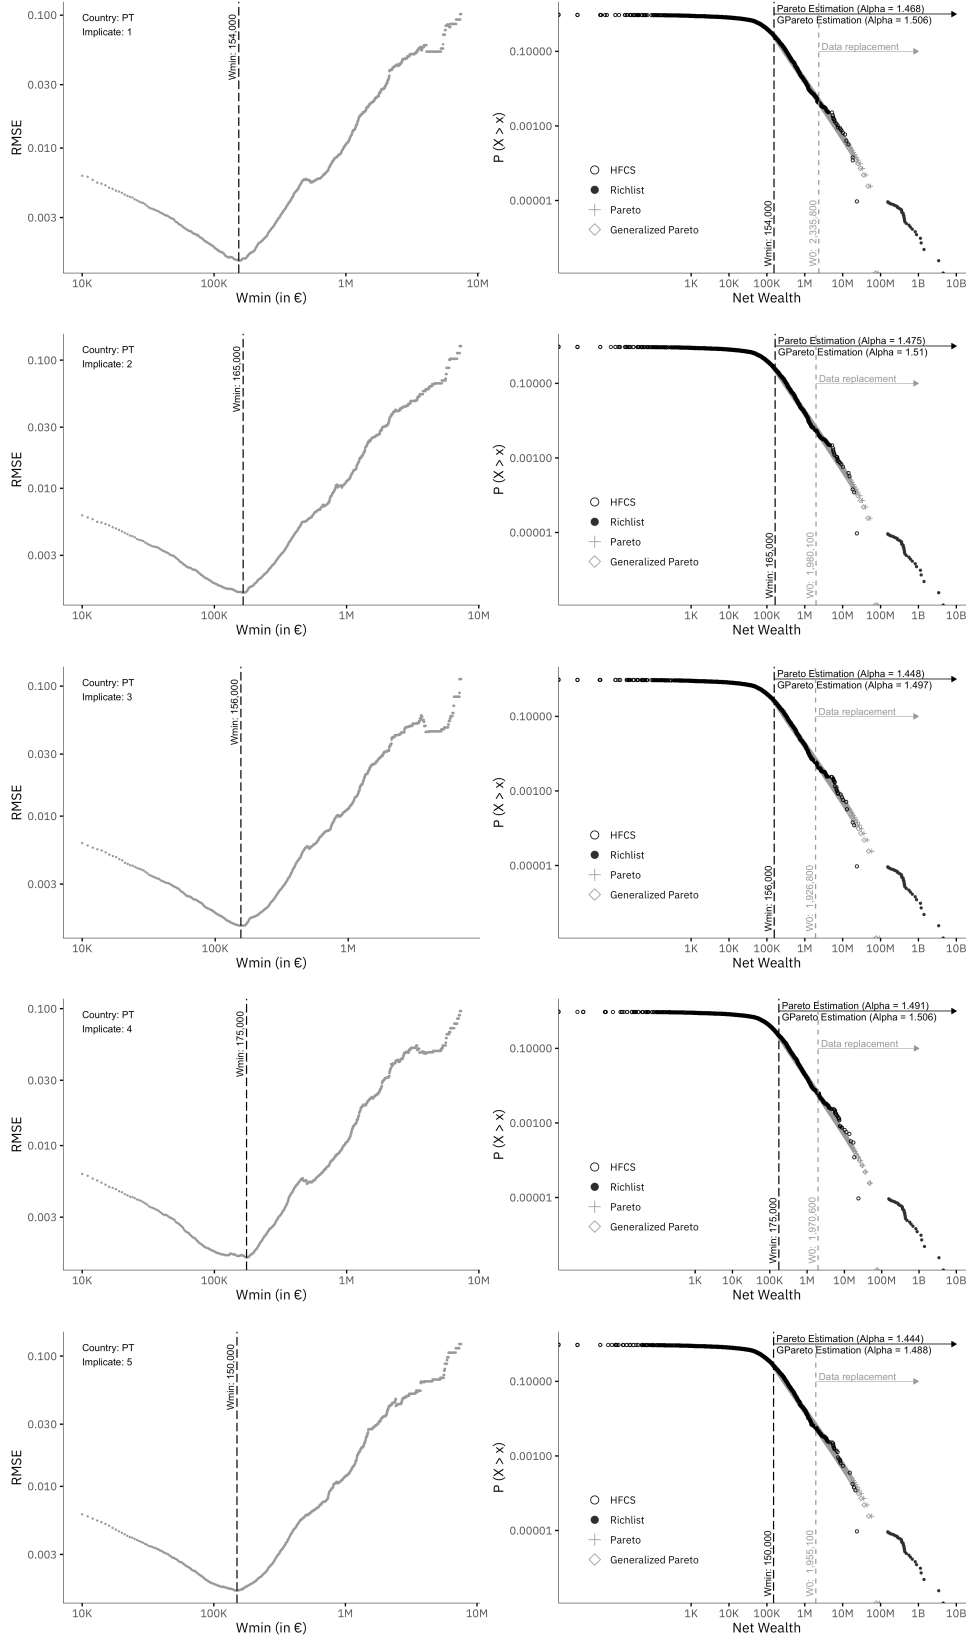 Country: PT
Implicate: 1
Wmin: 154,000
RMSE
0.100
0.030
0.010
0.003
10K 100K 1M 10M
Wmin (in €)
Pareto Estimation (Alpha = 1.468)
GPareto Estimation (Alpha = 1.506)
Data replacement
P (X > x)
0.10000
0.00100
0.00001
HFCS
Richlist
Pareto
Generalized Pareto
Wmin: 154,000
W0: 2,335,800
1K 10K 100K 1M 10M 100M 1B 10B
Net Wealth
Country: PT
Implicate: 2
Wmin: 165,000
RMSE
0.100
0.030
0.010
0.003
10K 100K 1M 10M
Wmin (in €)
Pareto Estimation (Alpha = 1.475)
GPareto Estimation (Alpha = 1.51)
Data replacement
P (X > x)
0.10000
0.00100
0.00001
HFCS
Richlist
Pareto
Generalized Pareto
Wmin: 165,000
W0: 1,980,100
1K 10K 100K 1M 10M 100M 1B 10B
Net Wealth
Country: PT
Implicate: 3
Wmin: 156,000
RMSE
0.100
0.030
0.010
0.003
10K 100K 1M
Wmin (in €)
Pareto Estimation (Alpha = 1.448)
GPareto Estimation (Alpha = 1.497)
Data replacement
P (X > x)
0.10000
0.00100
0.00001
HFCS
Richlist
Pareto
Generalized Pareto
Wmin: 156,000
W0: 1,926,800
1K 10K 100K 1M 10M 100M 1B 10B
Net Wealth
Country: PT
Implicate: 4
Wmin: 175,000
RMSE
0.100
0.030
0.010
0.003
10K 100K 1M 10M
Wmin (in €)
Pareto Estimation (Alpha = 1.491)
GPareto Estimation (Alpha = 1.506)
Data replacement
P (X > x)
0.10000
0.00100
0.00001
HFCS
Richlist
Pareto
Generalized Pareto
Wmin: 175,000
W0: 1,970,600
1K 10K 100K 1M 10M 100M 1B 10B
Net Wealth
Country: PT
Implicate: 5
Wmin: 150,000
RMSE
0.100
0.030
0.010
0.003
10K 100K 1M 10M
Wmin (in €)
Pareto Estimation (Alpha = 1.444)
GPareto Estimation (Alpha = 1.488)
Data replacement
P (X > x)
0.10000
0.00100
0.00001
HFCS
Richlist
Pareto
Generalized Pareto
Wmin: 150,000
W0: 1,955,100
1K 10K 100K 1M 10M 100M 1B 10B
Net Wealth